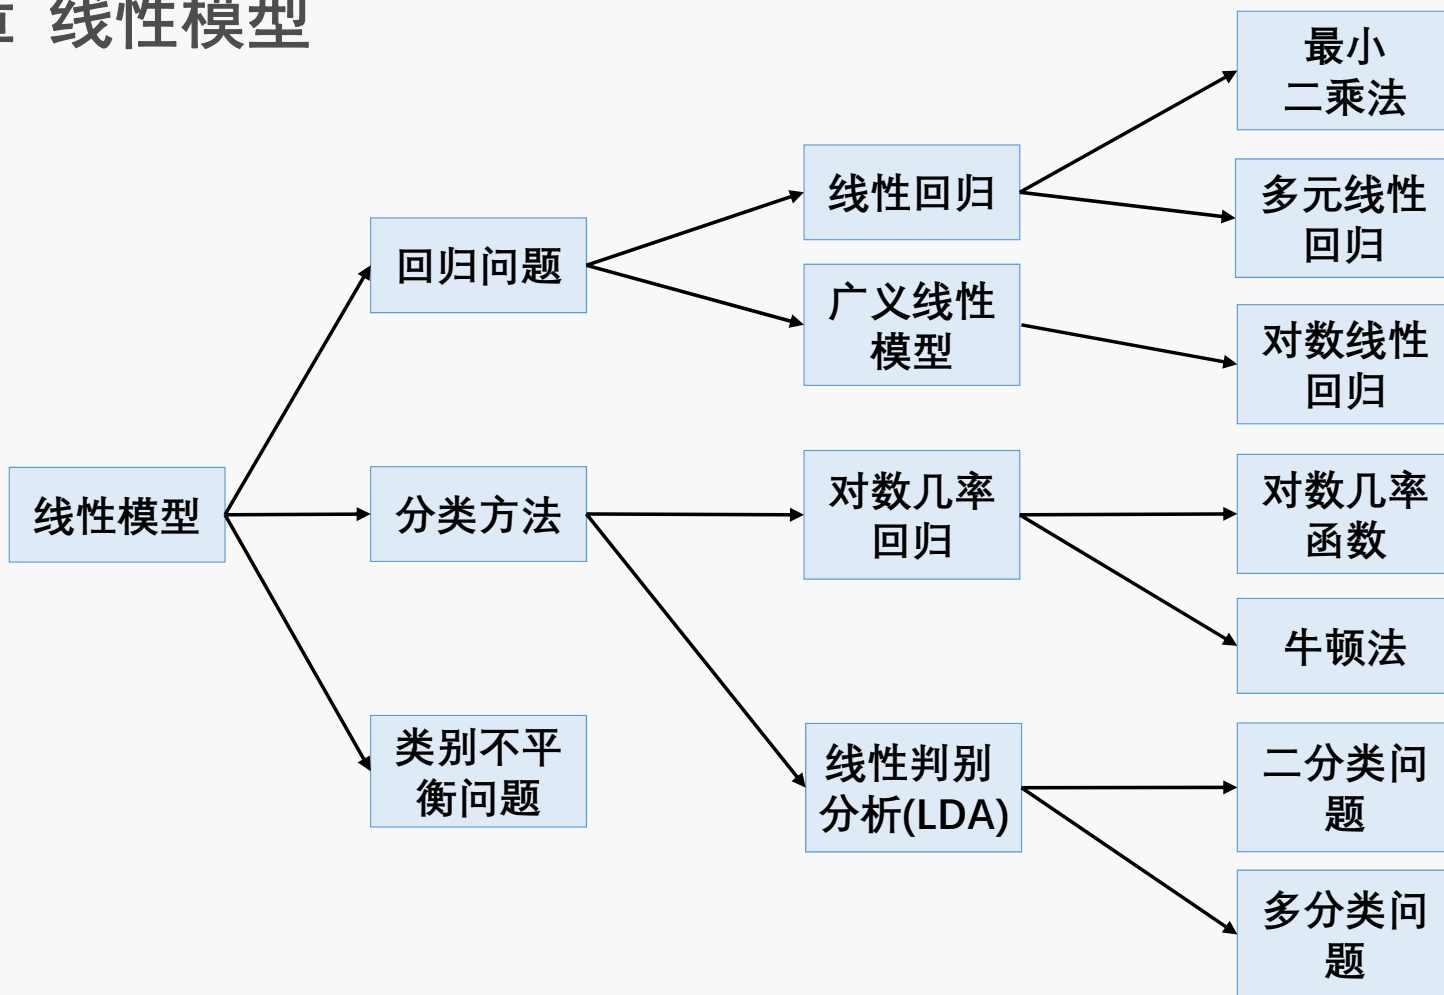 线性模型
最小
二乘法
线性回归
多元线性
回归
回归问题
广义线性
模型
对数线性
回归
线性模型
分类方法
对数几率
回归
对数几率
函数
牛顿法
类别不平
衡问题
线性判别
分析(LDA)
二分类问
题
多分类问
题